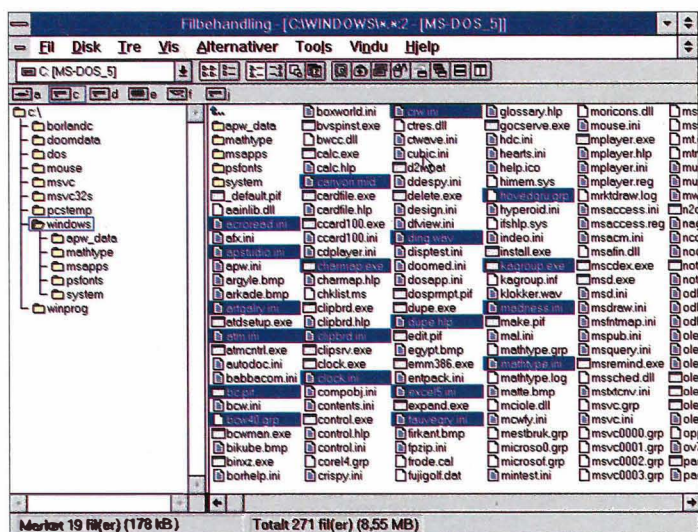 Filbehandling - [C:\WINDOWS\*.*:2 - [MS-DOS_5]]
Fil Disk Tre Vis Alternativer Tools Vindu Hjelp
C: [MS-DOS_5]
a c d e f j
c:\
borlandc
doomdata
dos
mouse
msvc
msvc32s
pcstemp
windows
apw_data
mathtype
msapps
psfonts
system
winprog
apw_data
mathtype
msapps
psfonts
system
_default.pif
aainlib.dll
acroread.ini
afx.ini
apstudio.ini
apw.ini
argyle.bmp
arkade.bmp
artgalry.ini
atdsetup.exe
atm.ini
atmcntrl.exe
autodoc.ini
babbacom.ini
bc.pif
bcw.ini
bcw40.grp
bcwman.exe
bikube.bmp
binxz.exe
borhelp.ini
boxworld.ini
bvspinst.exe
bwcc.dll
calc.exe
calc.hlp
canyon.mid
cardfile.exe
cardfile.hlp
ccard100.exe
ccard100.ini
cdplayer.ini
charmap.exe
charmap.hlp
chklist.ms
clipbrd.exe
clipbrd.hlp
clipbrd.ini
clipsrv.exe
clock.exe
clock.ini
compobj.ini
contents.ini
control.exe
control.hlp
control.ini
corel4.grp
crispy.ini
crw.ini
ctres.dll
ctwave.ini
cubic.ini
ddespy.ini
delete.exe
design.ini
dfview.ini
ding.wav
disptest.ini
doomed.ini
dosapp.ini
dosprmpt.pif
dupe.exe
dupe.hlp
edit.pif
egypt.bmp
emm386.exe
entpack.ini
excel5.ini
expand.exe
fauvegry.ini
firkant.bmp
fpzip.ini
frode.cal
fujigolf.dat
glossary.hlp
gocserve.exe
hdc.ini
hearts.ini
help.ico
himem.sys
hovedgru.grp
hyperoid.ini
ifshlp.sys
indeo.ini
install.exe
kagroup.exe
kagroup.inf
klokker.wav
madness.ini
make.pif
mal.ini
mathtype.grp
mathtype.ini
mathtype.log
matte.bmp
mciole.dll
mcwfy.ini
mestbruk.grp
microso0.grp
microsof.grp
mintest.ini
moricons.dll
mouse.ini
mplayer.exe
mplayer.hlp
mplayer.ini
mplayer.reg
mrktdraw.log
msaccess.ini
msaccess.reg
msacm.ini
msafin.dll
mscdex.exe
msd.exe
msd.ini
msdraw.ini
msfntmap.ini
mspub.ini
msquery.ini
msremind.exe
mssched.dll
mstxtcnv.ini
msvc.grp
msvc.ini
msvc0000.grp
msvc0001.grp
msvc0002.grp
msvc0003.grp
Merket 19 fil(er) (178 kB) Totalt 271 fil(er) (8,55 MB)